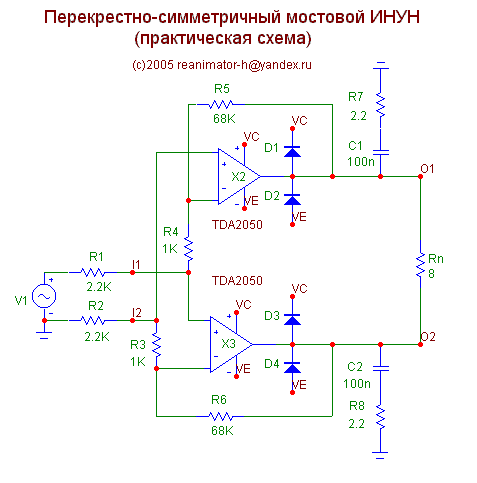 Перекрестно-симметричный мостовой ИНУН
(практическая схема)
(c)2005 reanimator-h@yandex.ru
R5
68K
R7
2.2
VC
VC
D1
C1
100n
X2
D2
O1
VE
VE
R4
1K
TDA2050
R1
2.2K
I1
TDA2050
Rn
8
V1
R2
2.2K
I2
VC
VC
D3
R3
1K
X3
O2
D4
VE
VE
C2
100n
R6
68K
R8
2.2